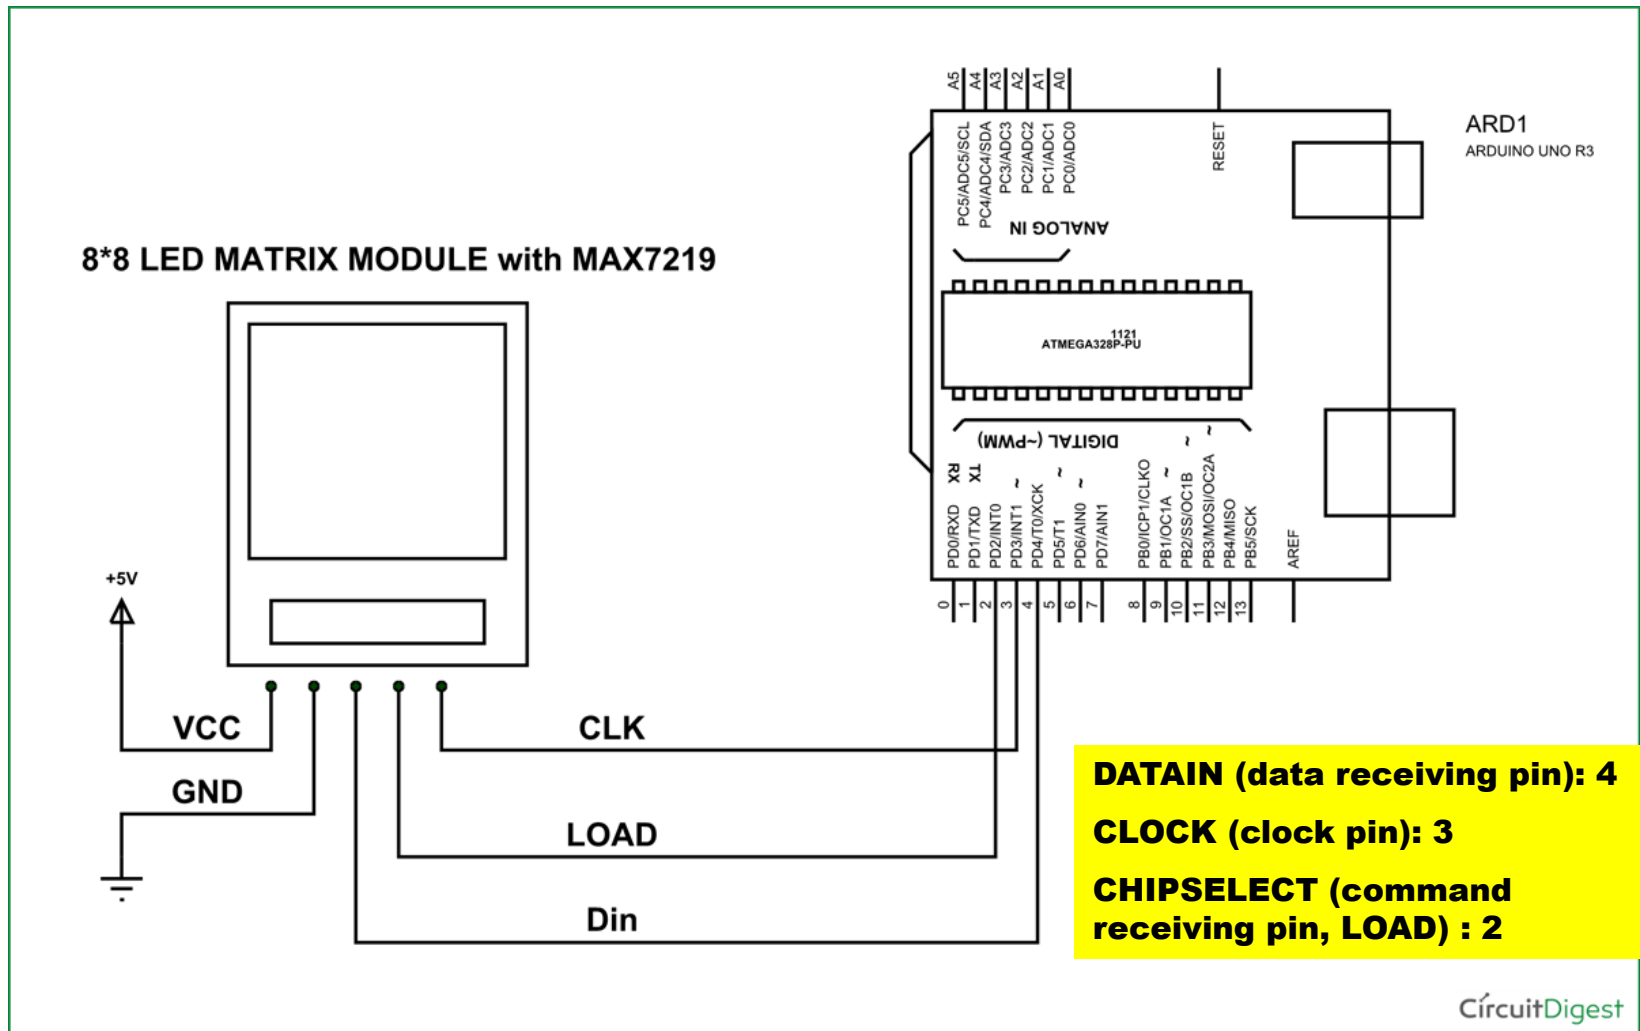 A5
A4
A3
A2
A1
A0
PC5/ADC5/SCL
PC4/ADC4/SDA
PC3/ADC3
PC2/ADC2
PC1/ADC1
PC0/ADC0
RESET
ARD1
ARDUINO UNO R3
ANALOG IN
8*8 LED MATRIX MODULE with MAX7219
1121
ATMEGA328P-PU
DIGITAL (~PWM)
RX
TX
~
~
~
~
~
~
PD0/RXD
PD1/TXD
PD2/INT0
PD3/INT1
PD4/T0/XCK
PD5/T1
PD6/AIN0
PD7/AIN1
PB0/ICP1/CLKO
PB1/OC1A
PB2/SS/OC1B
PB3/MOSI/OC2A
PB4/MISO
PB5/SCK
AREF
0
1
2
3
4
5
6
7
8
9
10
11
12
13
+5V
VCC
CLK
GND
LOAD
Din
DATAIN (data receiving pin): 4
CLOCK (clock pin): 3
CHIPSELECT (command
receiving pin, LOAD) : 2
CircuitDigest